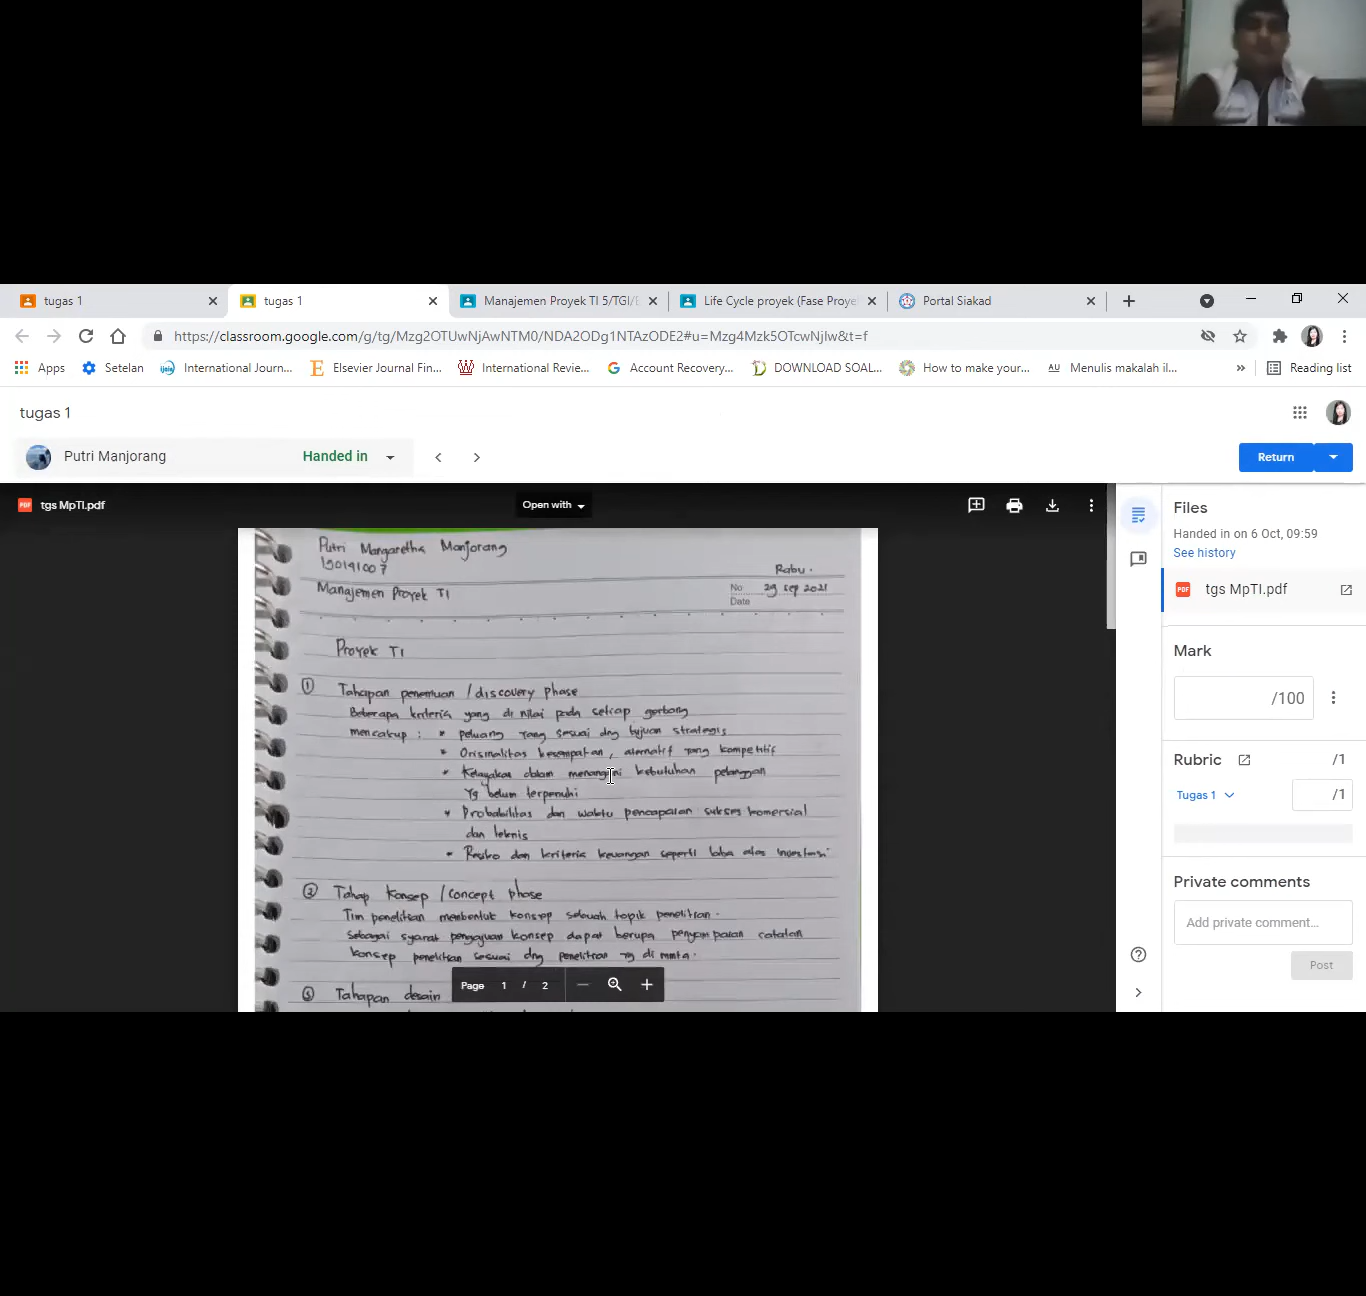 tugas 1
tugas 1
Manajemen Proyek TI 5/TGI/
Life Cycle proyek (Fase Proye
Portal Siakad
https://classroom.google.com/g/tg/Mzg2OTUwNjAwNTM0/NDA2ODg1NTAzODE2#u=Mzg4Mzk5OTcwNjIw&t=f
Apps
Setelan
International Journ...
Elsevier Journal Fin...
International Revie...
Account Recovery...
DOWNLOAD SOAL...
How to make your...
AU Menulis makalah il...
»
Reading list
tugas 1
Putri Manjorang
Handed in
Return
PDF tgs MpTI.pdf
Open with
Putri Margaretha Manjorang
190191007
Rabu.
Manajemen Proyek TI
No
29 Sep 2021
Date
Proyek TI
① Tahapan penentuan / discovery phase
Beberapa kriteria yang di nilai pada setiap gerbang
mencakup : * peluang yang sesuai dng tujuan strategis
* Orisinalitas kesempatan, alternatif yang kompetitif
* Kelayakan dalam menangani kebutuhan pelanggan
yg belum terpenuhi
* Probabilitas dan waktu pencapaian sukses komersial
dan teknis
* Resiko dan kriteria keuangan seperti laba atas investasi
② Tahap Konsep / concept phase
Tim penelitian membentuk konsep sebuah topik penelitian.
Sebagai syarat pengajuan konsep dapat berupa penyampaian catatan
konsep penelitian sesuai dng penelitian yg di minta.
③ Tahapan desain
Page 1 / 2
Files
Handed in on 6 Oct, 09:59
See history
PDF tgs MpTI.pdf
Mark
/100
Rubric
/1
Tugas 1
/1
Private comments
Add private comment...
Post